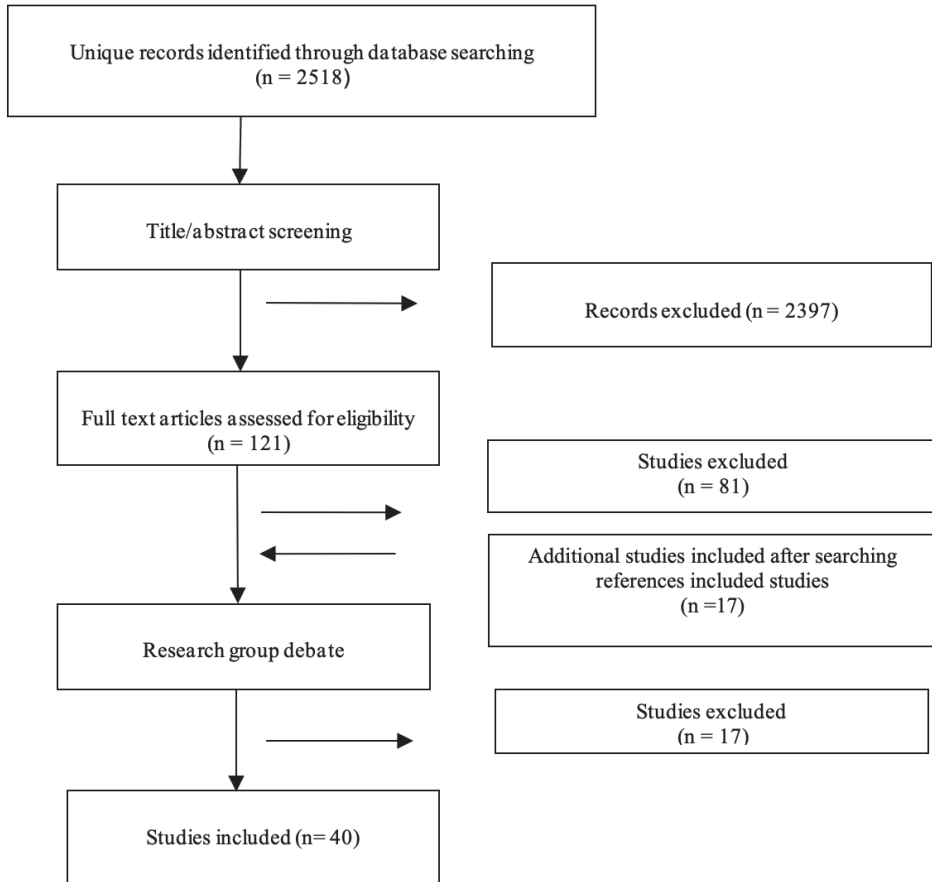 Unique records identified through database searching
(n = 2518)
Title/abstract screening
Records excluded (n = 2397)
Full text articles assessed for eligibility
(n = 121)
Studies excluded
(n = 81)
Additional studies included after searching
references included studies
(n =17)
Research group debate
Studies excluded
(n = 17)
Studies included (n= 40)